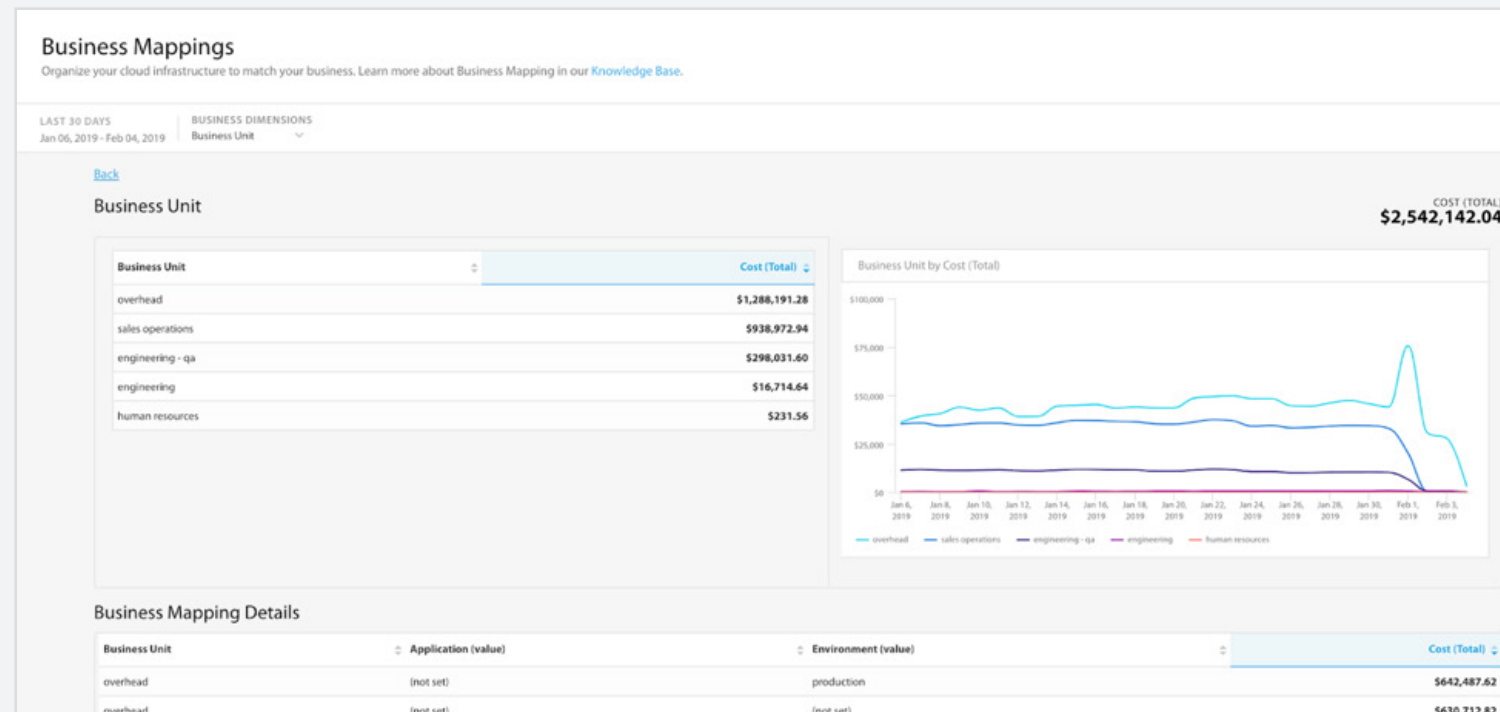 Business Mappings
Organize your cloud infrastructure to match your business. Learn more about Business Mapping in our Knowledge Base.
LAST 30 DAYS
Jan 06, 2019 - Feb 04, 2019
BUSINESS DIMENSIONS
Business Unit
Back
Business Unit
COST (TOTAL)
$2,542,142.04
Business Unit Cost (Total)
overhead $1,288,191.28
sales operations $938,972.94
engineering - qa $298,031.60
engineering $16,714.64
human resources $231.56
Business Unit by Cost (Total)
$100,000
$75,000
$50,000
$25,000
$0
Jan 6, 2019 Jan 8, 2019 Jan 10, 2019 Jan 12, 2019 Jan 14, 2019 Jan 16, 2019 Jan 18, 2019 Jan 20, 2019 Jan 22, 2019 Jan 24, 2019 Jan 26, 2019 Jan 28, 2019 Jan 30, 2019 Feb 1, 2019 Feb 3, 2019
overhead sales operations engineering - qa engineering human resources
Business Mapping Details
Business Unit Application (value) Environment (value) Cost (Total)
overhead (not set) production $642,487.62
overhead (not set) (not set) $630,712.82